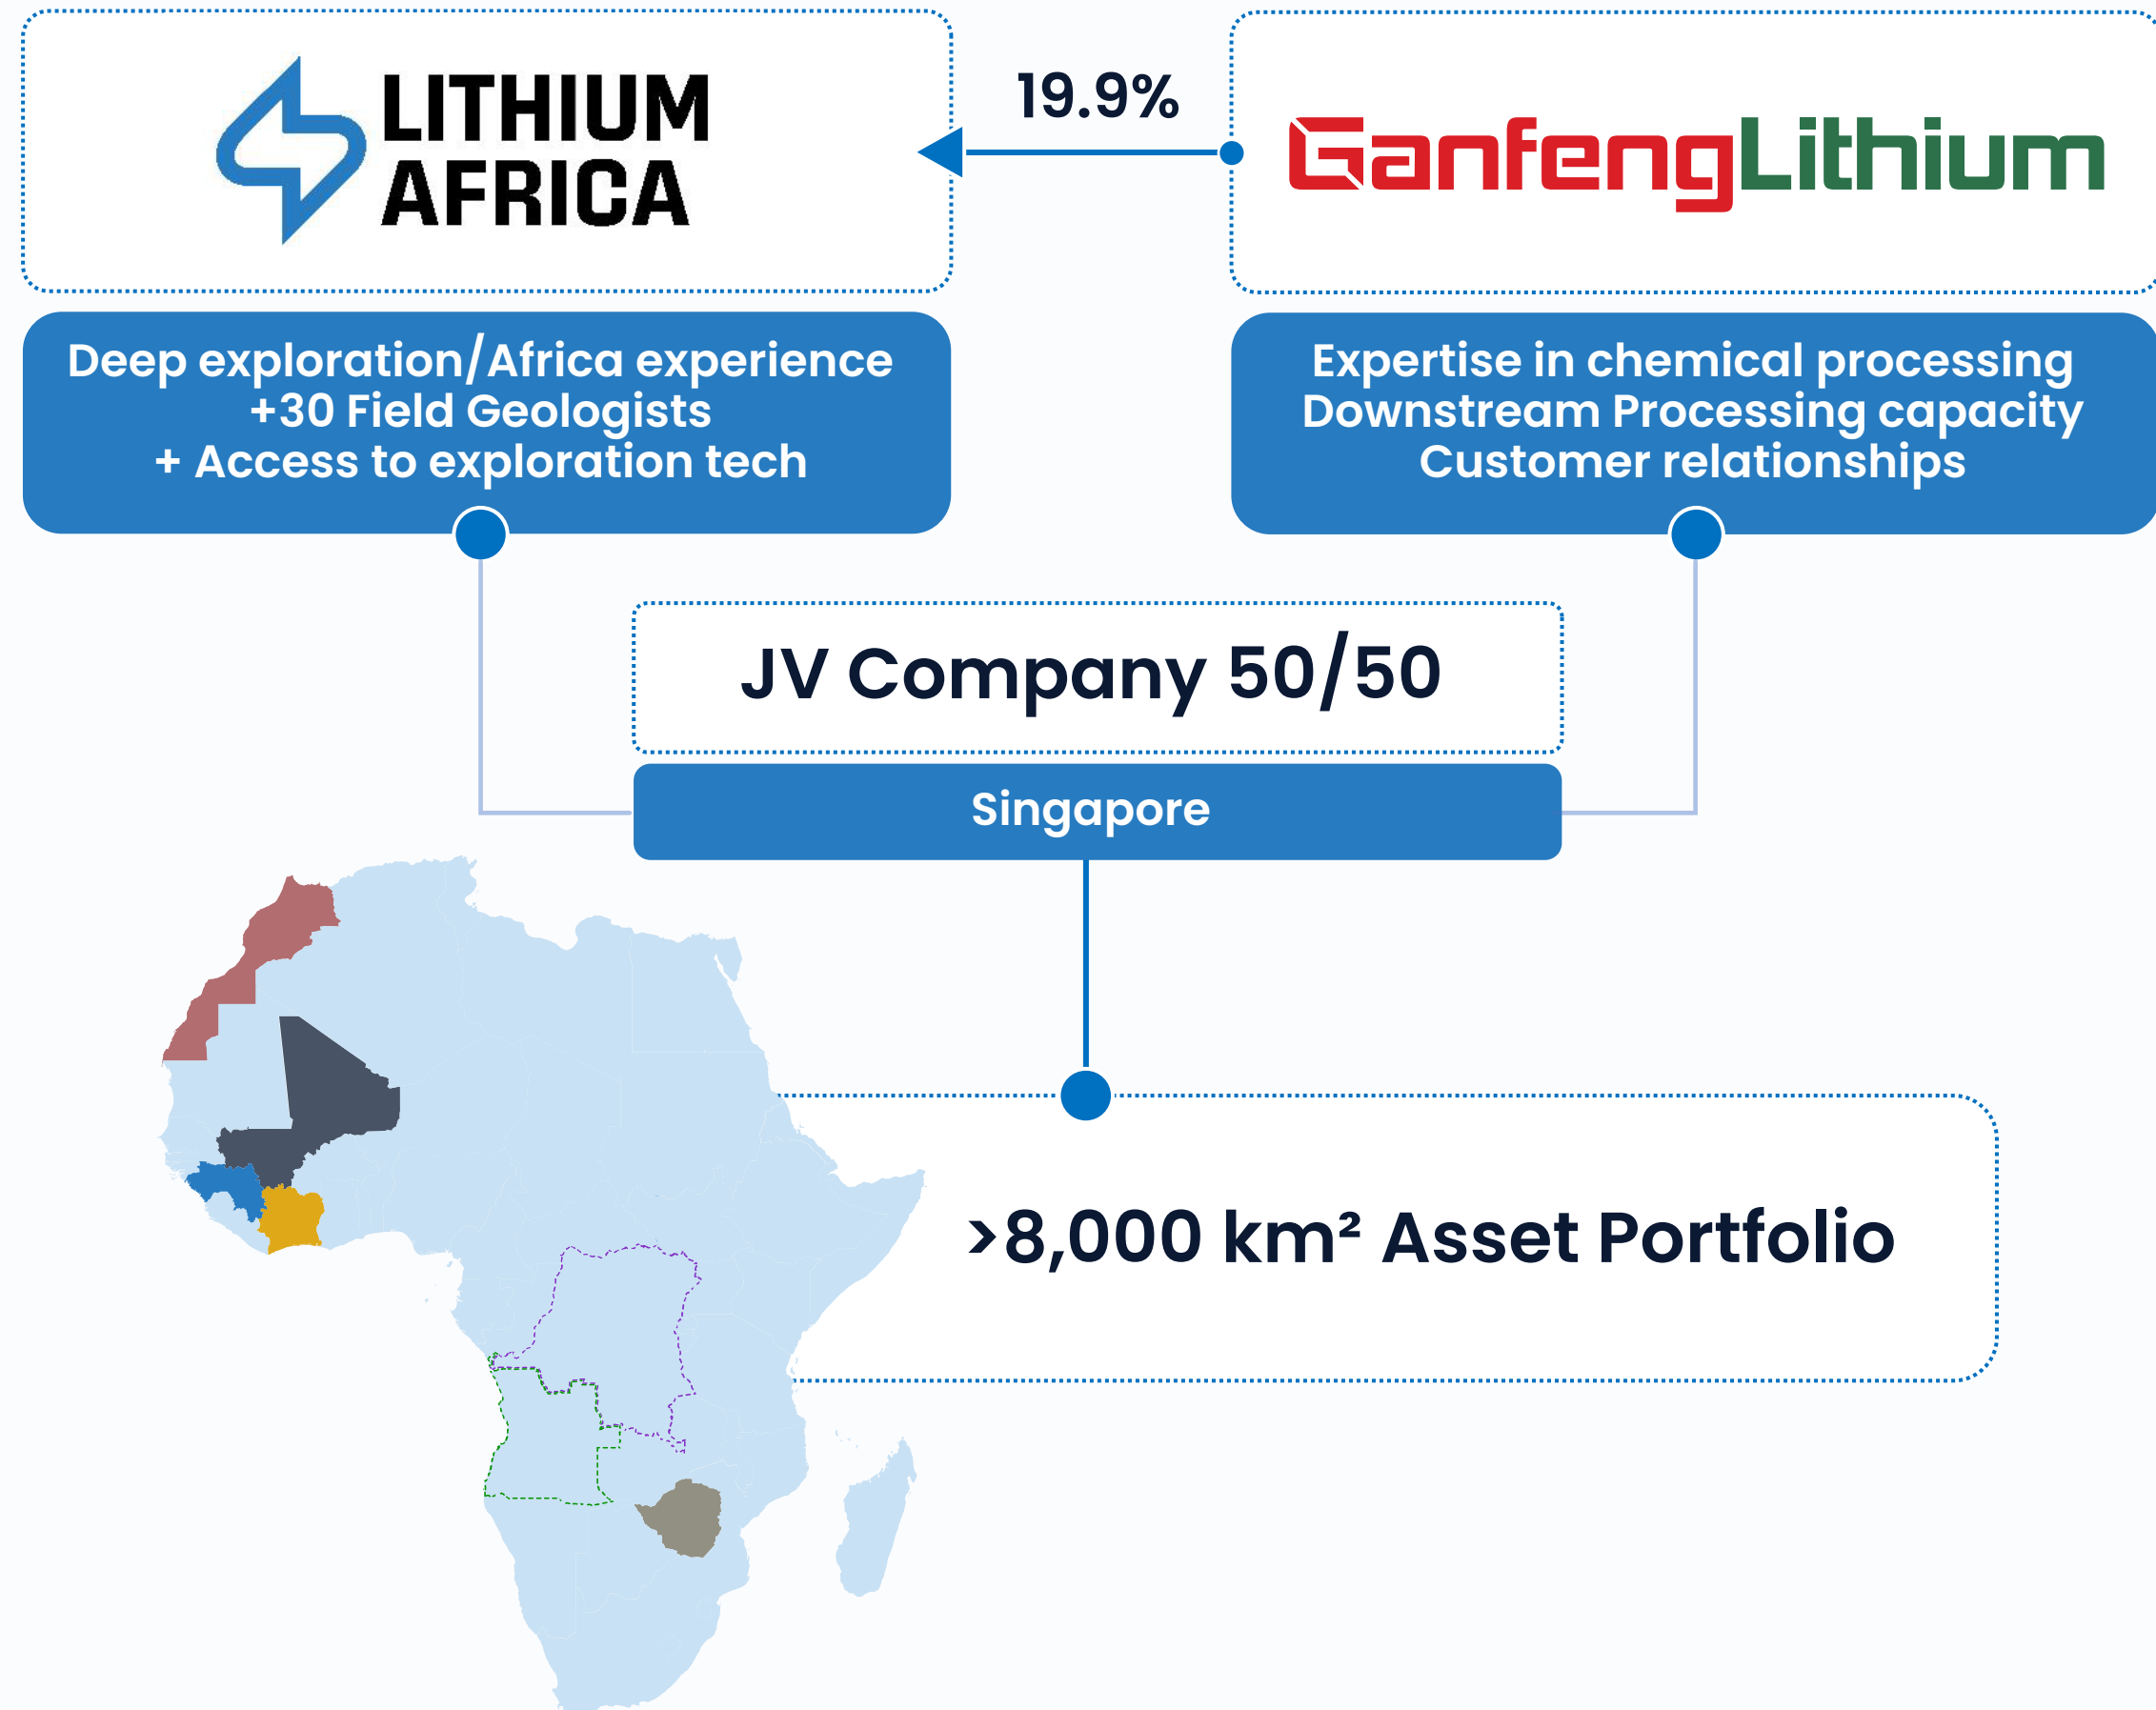 LITHIUM
AFRICA
19.9%
GanfengLithium
Deep exploration/Africa experience
+30 Field Geologists
+ Access to exploration tech
Expertise in chemical processing
Downstream Processing capacity
Customer relationships
JV Company 50/50
Singapore
>8,000 km² Asset Portfolio